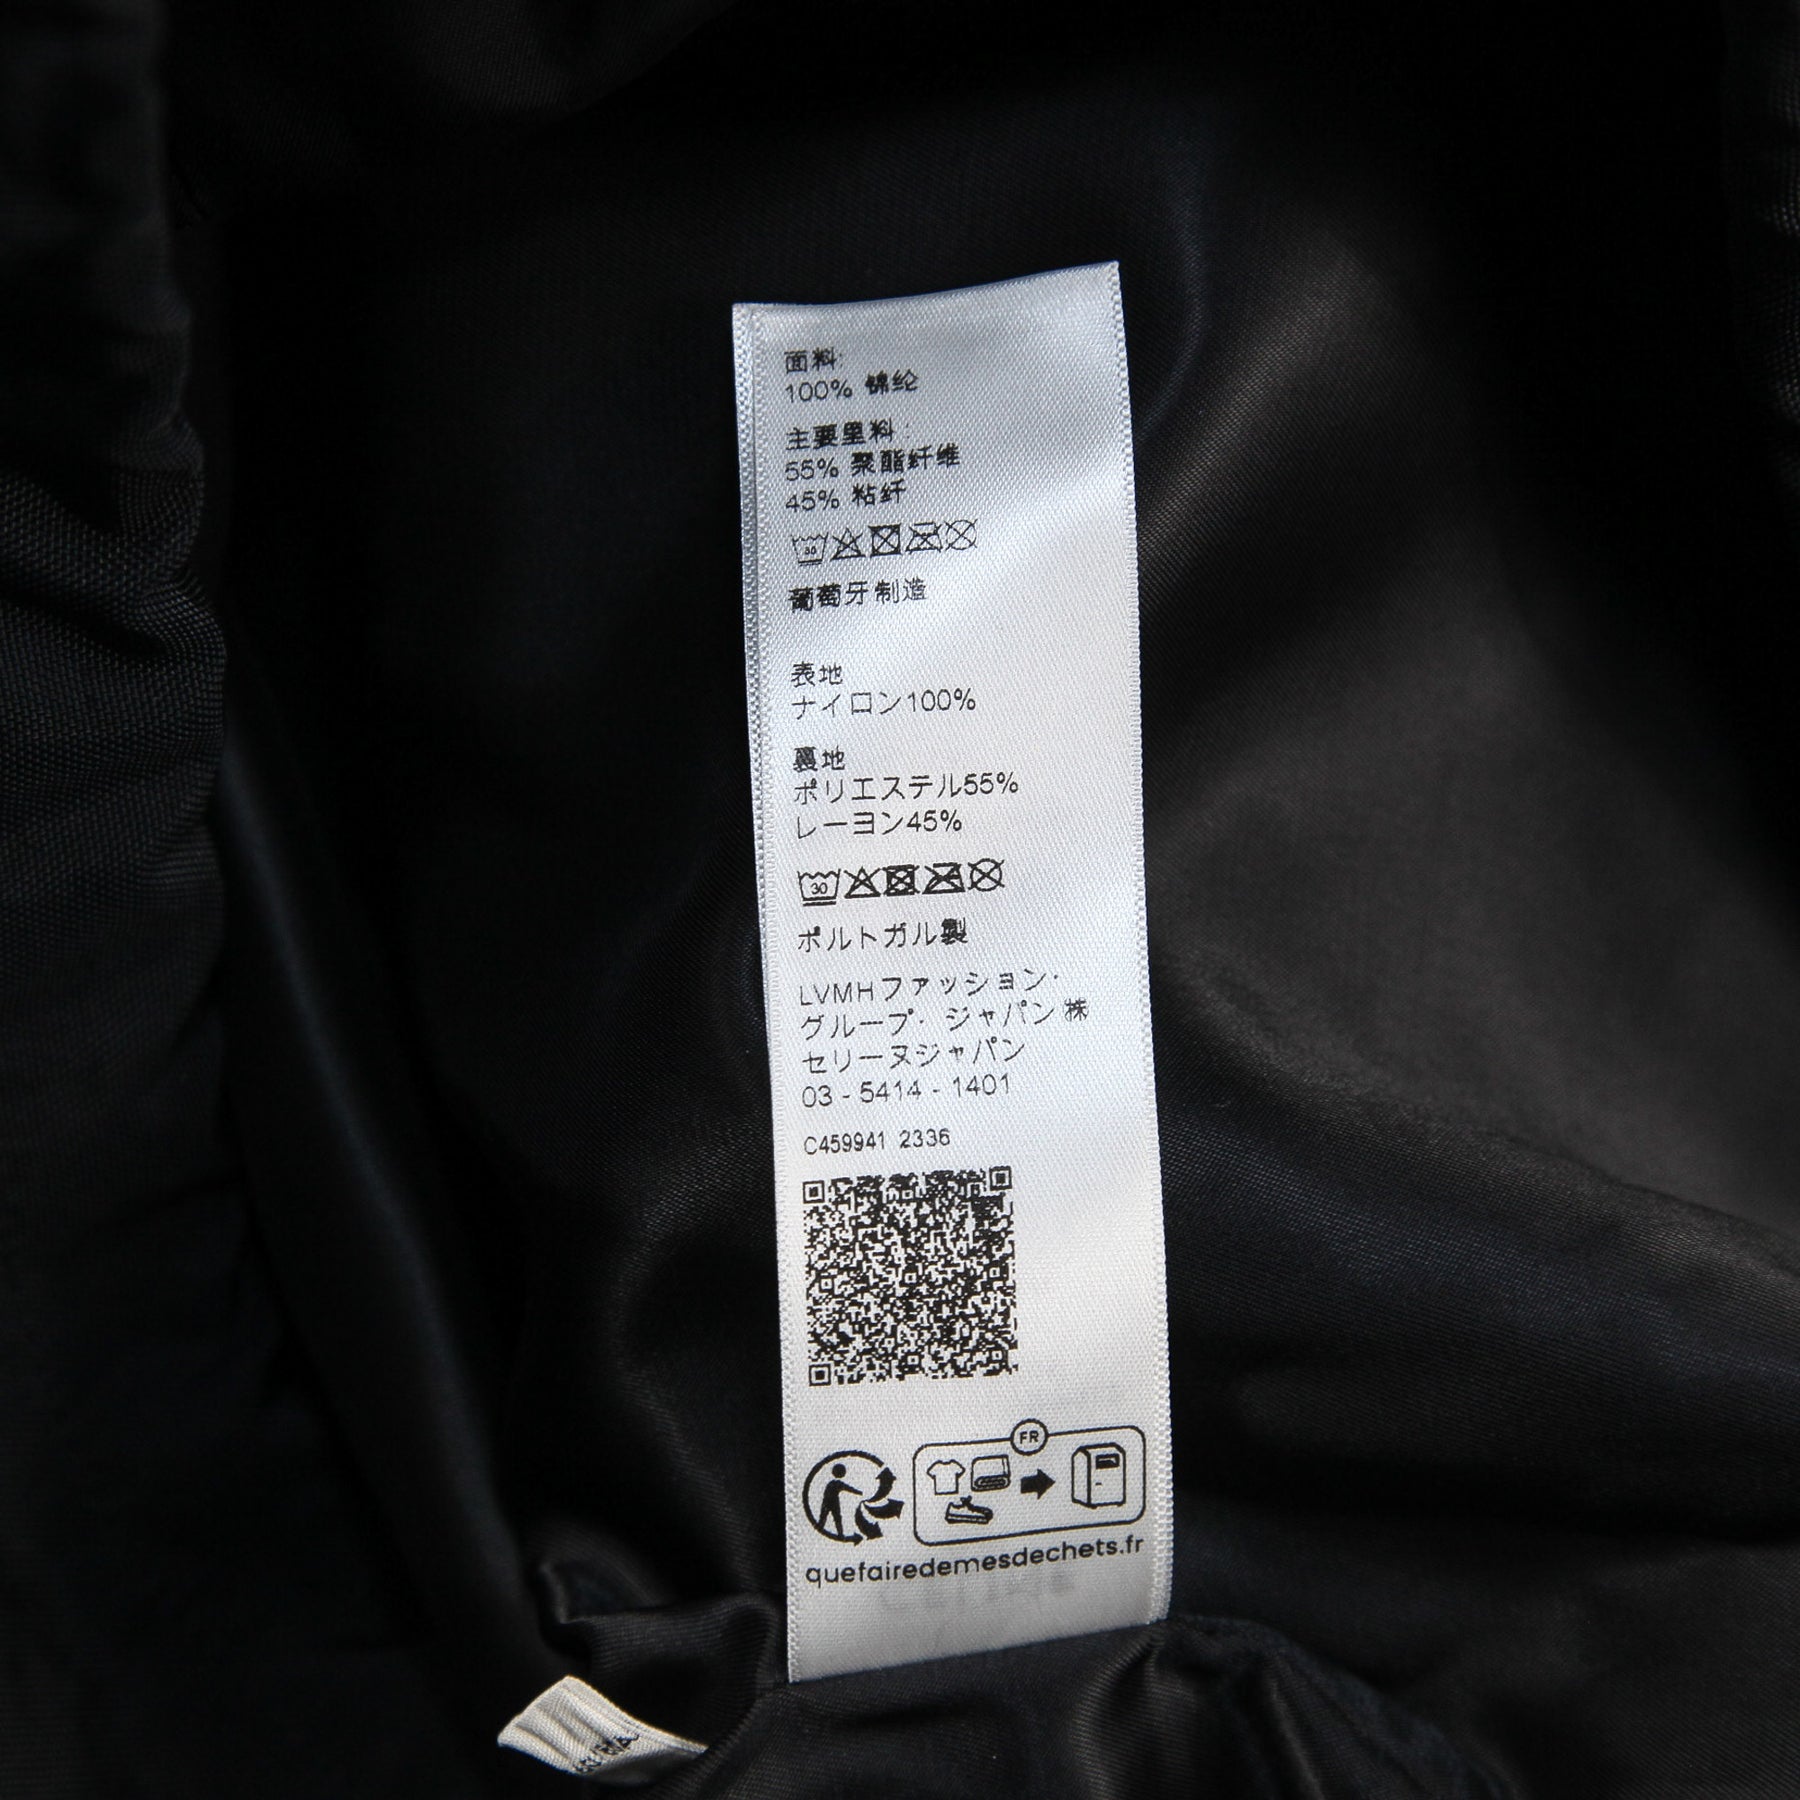 面料:
100% 锦纶
主要里料:
55% 聚酯纤维
45% 粘纤
30
葡萄牙制造
表地
ナイロン100%
裏地
ポリエステル55%
レーヨン45%
30
ポルトガル製
LVMHファッション・
グループ・ジャパン㈱
セリーヌジャパン
03 - 5414 - 1401
C459941 2336
FR
quefairedemesdechets.fr